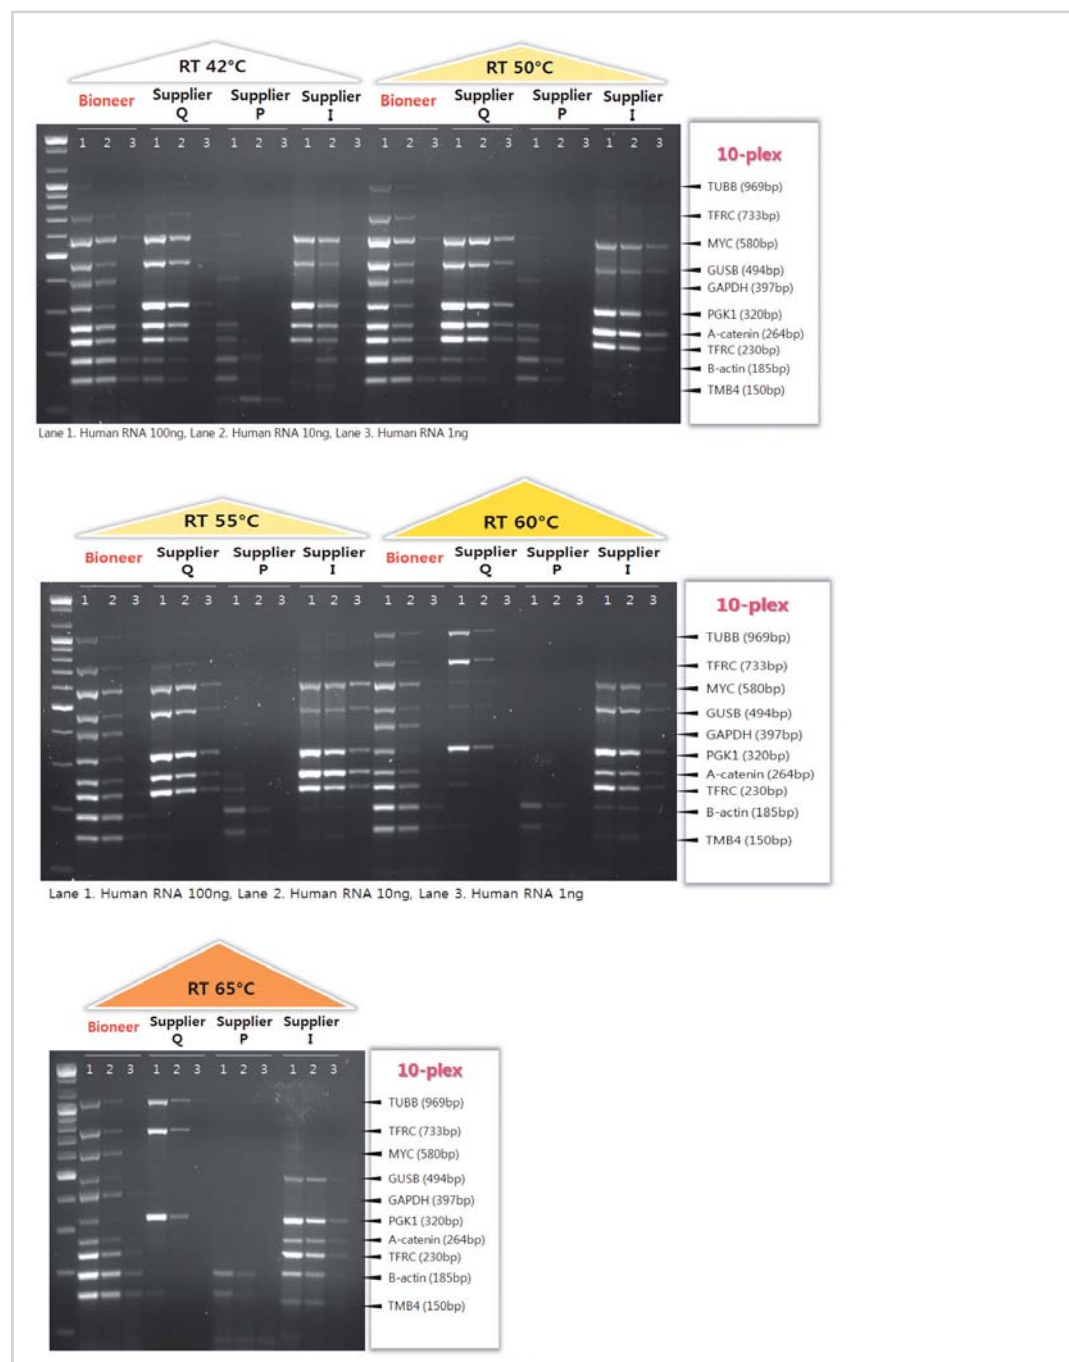 RT 42°C RT 50°C
Bioneer Supplier Q Supplier P Supplier I Bioneer Supplier Q Supplier P Supplier I
1 2 3 1 2 3 1 2 3 1 2 3 1 2 3 1 2 3 1 2 3 1 2 3
10-plex
TUBB (969bp)
TFRC (733bp)
MYC (580bp)
GUSB (494bp)
GAPDH (397bp)
PGK1 (320bp)
A-catenin (264bp)
TFRC (230bp)
B-actin (185bp)
TMB4 (150bp)
Lane 1. Human RNA 100ng, Lane 2. Human RNA 10ng, Lane 3. Human RNA 1ng
RT 55°C RT 60°C
Bioneer Supplier Q Supplier P Supplier I Bioneer Supplier Q Supplier P Supplier I
1 2 3 1 2 3 1 2 3 1 2 3 1 2 3 1 2 3 1 2 3 1 2 3
10-plex
TUBB (969bp)
TFRC (733bp)
MYC (580bp)
GUSB (494bp)
GAPDH (397bp)
PGK1 (320bp)
A-catenin (264bp)
TFRC (230bp)
B-actin (185bp)
TMB4 (150bp)
Lane 1. Human RNA 100ng, Lane 2. Human RNA 10ng, Lane 3. Human RNA 1ng
RT 65°C
Bioneer Supplier Q Supplier P Supplier I
1 2 3 1 2 3 1 2 3 1 2 3
10-plex
TUBB (969bp)
TFRC (733bp)
MYC (580bp)
GUSB (494bp)
GAPDH (397bp)
PGK1 (320bp)
A-catenin (264bp)
TFRC (230bp)
B-actin (185bp)
TMB4 (150bp)